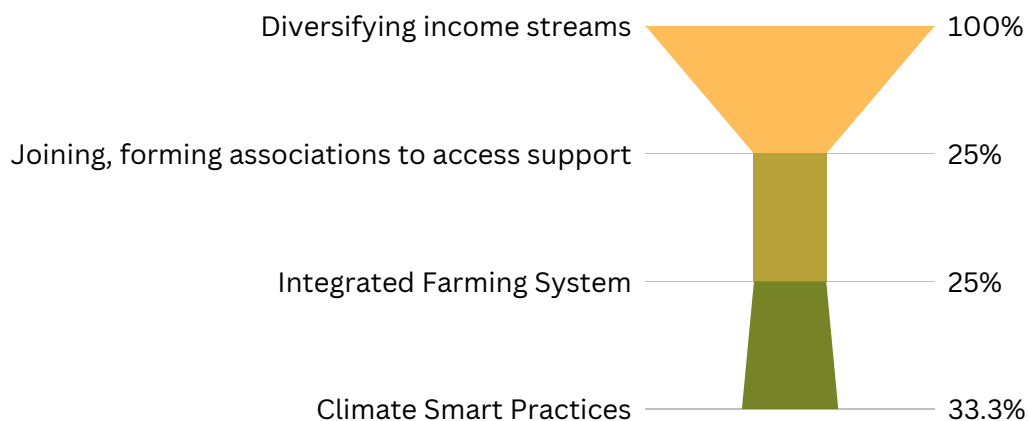 Diversifying income streams 100%
Joining, forming associations to access support 25%
Integrated Farming System 25%
Climate Smart Practices 33.3%